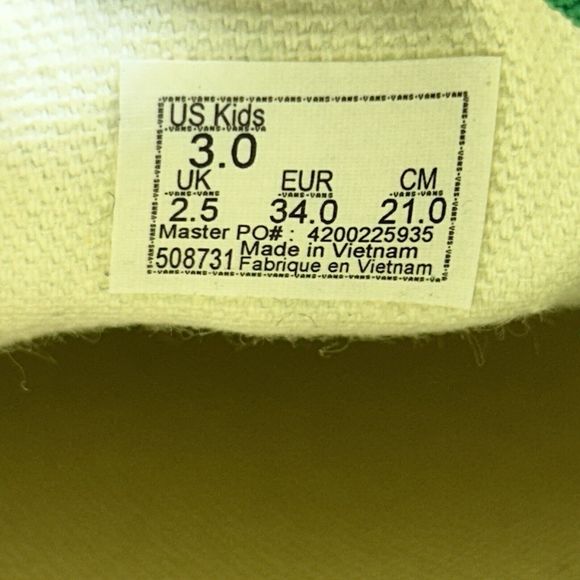 US Kids
3.0
UK EUR CM
2.5 34.0 21.0
Master PO# : 4200225935
508731 Made in Vietnam
Fabrique en Vietnam